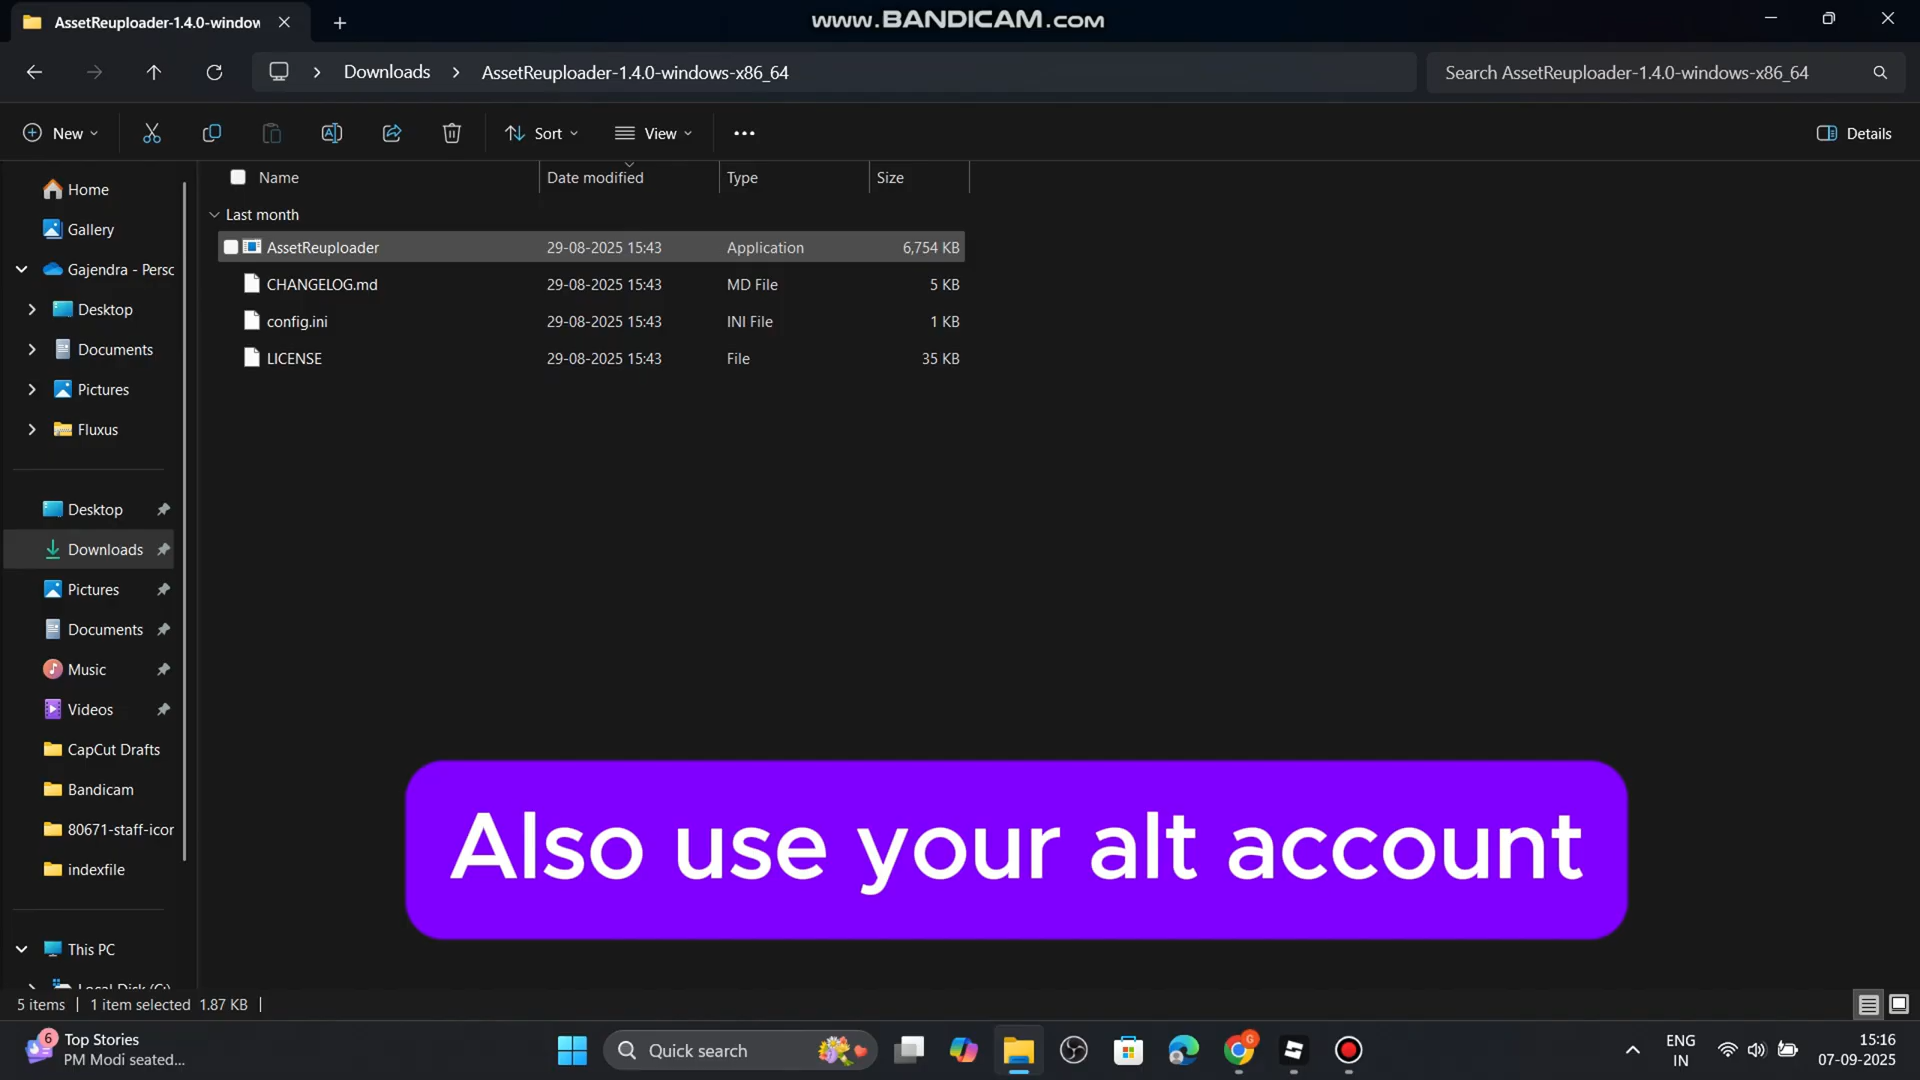 AssetReuploader-1.4.0-window
www.BANDICAM.com
Downloads
AssetReuploader-1.4.0-windows-x86_64
Search AssetReuploader-1.4.0-windows-x86_64
New
Sort
View
Details
Name
Date modified
Type
Size
Last month
AssetReuploader 29-08-2025 15:43 Application 6,754 KB
CHANGELOG.md 29-08-2025 15:43 MD File 5 KB
config.ini 29-08-2025 15:43 INI File 1 KB
LICENSE 29-08-2025 15:43 File 35 KB
Home
Gallery
Gajendra - Persc
Desktop
Documents
Pictures
Fluxus
Desktop
Downloads
Pictures
Documents
Music
Videos
CapCut Drafts
Bandicam
80671-staff-icor
indexfile
This PC
Local Disk (C:)
Also use your alt account
5 items
1 item selected 1.87 KB
6
Top Stories
PM Modi seated...
Quick search
G
ENG
IN
15:16
07-09-2025